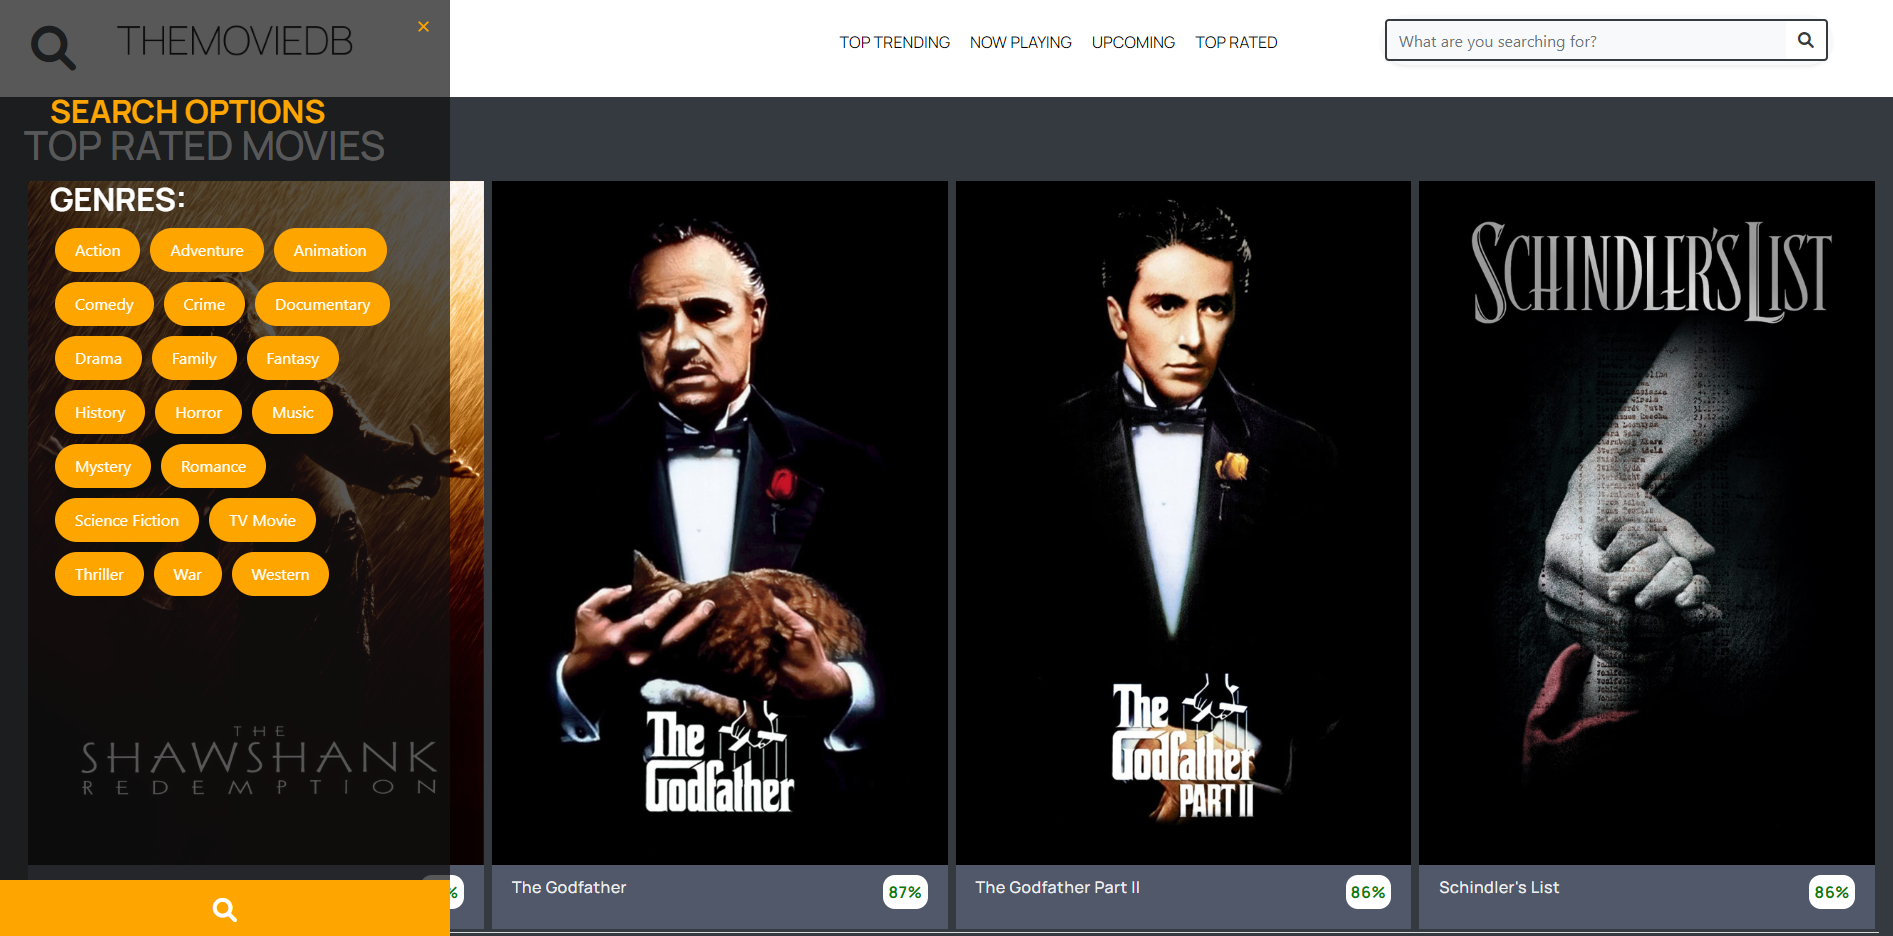 THEMOVIEDB
×
TOP TRENDING NOW PLAYING UPCOMING TOP RATED
What are you searching for?
SEARCH OPTIONS
TOP RATED MOVIES
GENRES:
Action Adventure Animation
Comedy Crime Documentary
Drama Family Fantasy
History Horror Music
Mystery Romance
Science Fiction TV Movie
Thriller War Western
THE
SHAWSHANK
REDEMPTION
%
The
Godfather
The Godfather 87%
The
Godfather
PART II
The Godfather Part II 86%
SCHINDLER'S LIST
Schindler's List 86%